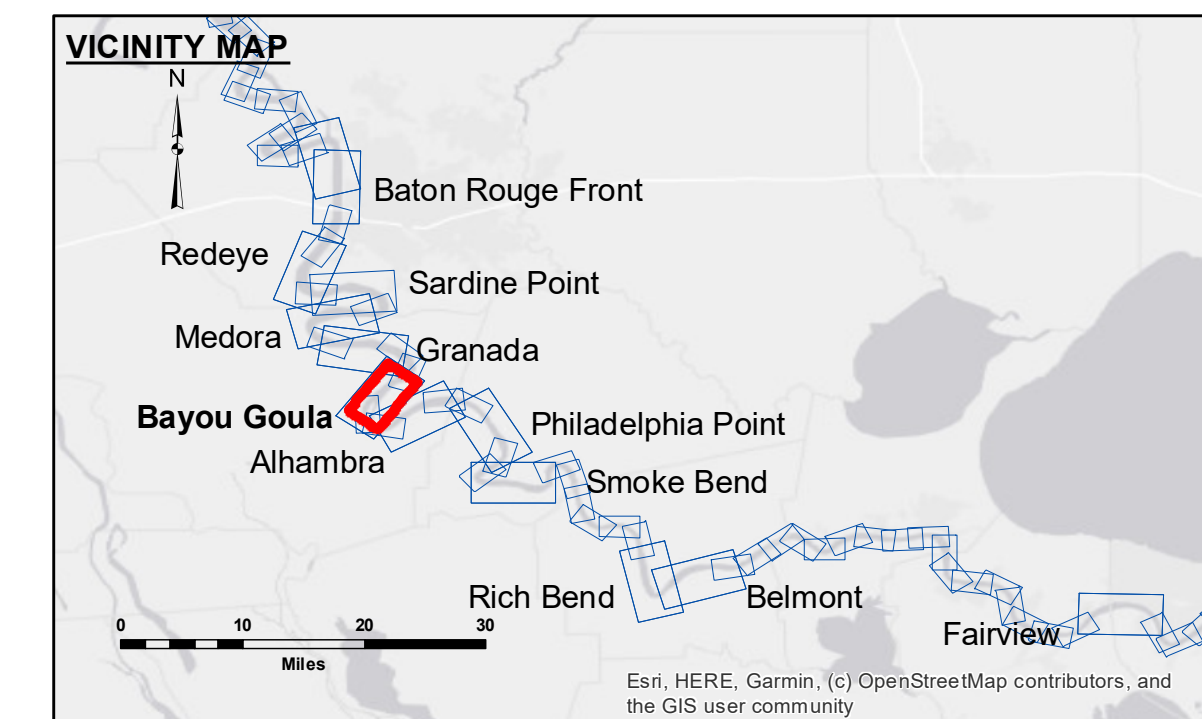 VICINITY MAP
N
Baton Rouge Front
Redeye
Sardine Point
Medora
Granada
Bayou Goula
Philadelphia Point
Alhambra
Smoke Bend
Rich Bend
Belmont
Fairview
0 10 20 30
Miles
Esri, HERE, Garmin, (c) OpenStreetMap contributors, and
the GIS user community